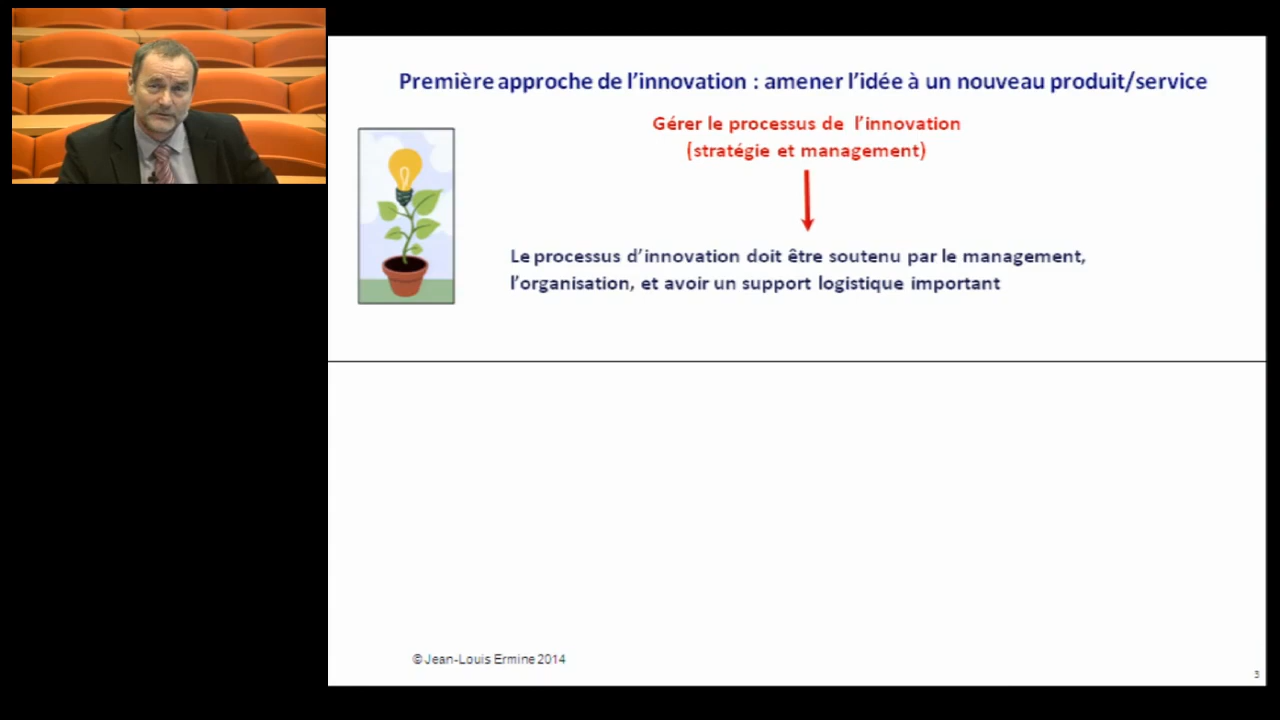 Première approche de l’innovation : amener l’idée à un nouveau produit/service
Gérer le processus de l’innovation
(stratégie et management)
Le processus d’innovation doit être soutenu par le management,
l’organisation, et avoir un support logistique important
© Jean-Louis Ermine 2014
3